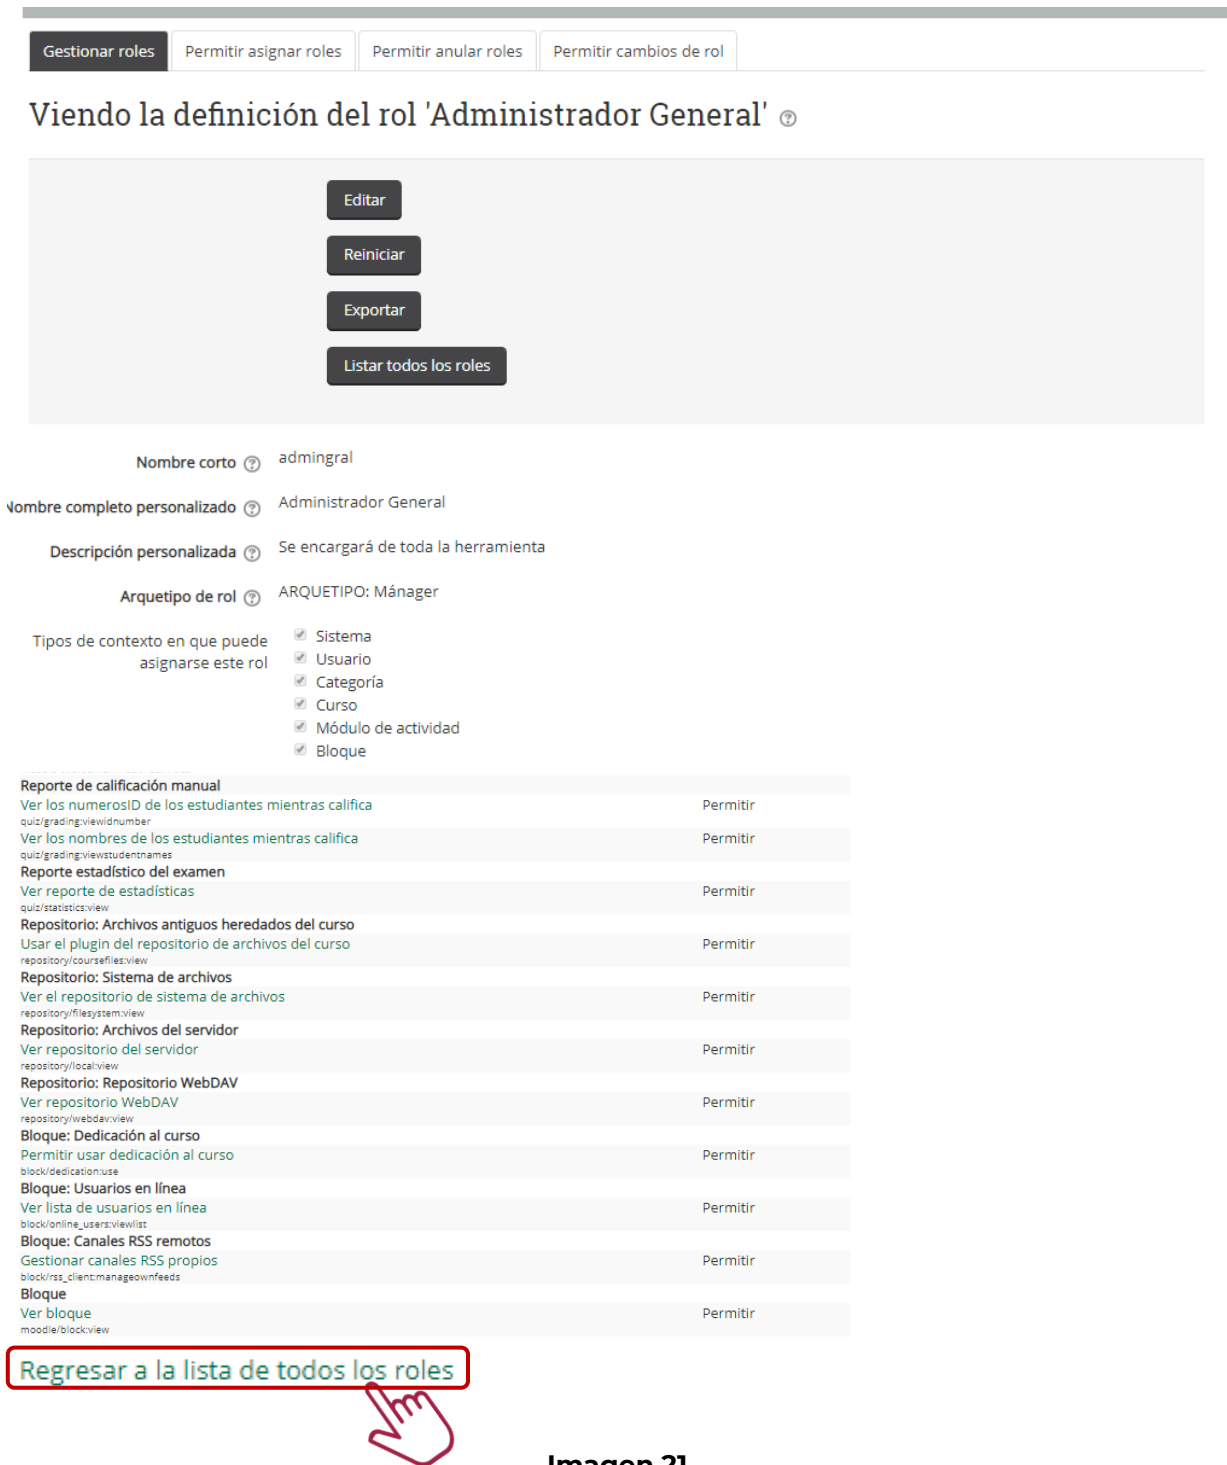 Gestionar roles Permitir asignar roles Permitir anular roles Permitir cambios de rol
Viendo la definición del rol 'Administrador General'
Editar
Reiniciar
Exportar
Listar todos los roles
Nombre corto admingral
Nombre completo personalizado Administrador General
Descripción personalizada Se encargará de toda la herramienta
Arquetipo de rol ARQUETIPO: Mánager
Tipos de contexto en que puede
asignarse este rol
Sistema
Usuario
Categoría
Curso
Módulo de actividad
Bloque
Reporte de calificación manual
Ver los numerosID de los estudiantes mientras califica Permitir
quiz/grading:viewidnumber
Ver los nombres de los estudiantes mientras califica Permitir
quiz/grading:viewstudentnames
Reporte estadístico del examen
Ver reporte de estadísticas Permitir
quiz/statistics:view
Repositorio: Archivos antiguos heredados del curso
Usar el plugin del repositorio de archivos del curso Permitir
repository/coursefiles:view
Repositorio: Sistema de archivos
Ver el repositorio de sistema de archivos Permitir
repository/filesystem:view
Repositorio: Archivos del servidor
Ver repositorio del servidor Permitir
repository/local:view
Repositorio: Repositorio WebDAV
Ver repositorio WebDAV Permitir
repository/webdav:view
Bloque: Dedicación al curso
Permitir usar dedicación al curso Permitir
block/dedication:use
Bloque: Usuarios en línea
Ver lista de usuarios en línea Permitir
block/online_users:viewlist
Bloque: Canales RSS remotos
Gestionar canales RSS propios Permitir
block/rss_client:manageownfeeds
Bloque
Ver bloque Permitir
moodle/block:view
Regresar a la lista de todos los roles
Imagen 21